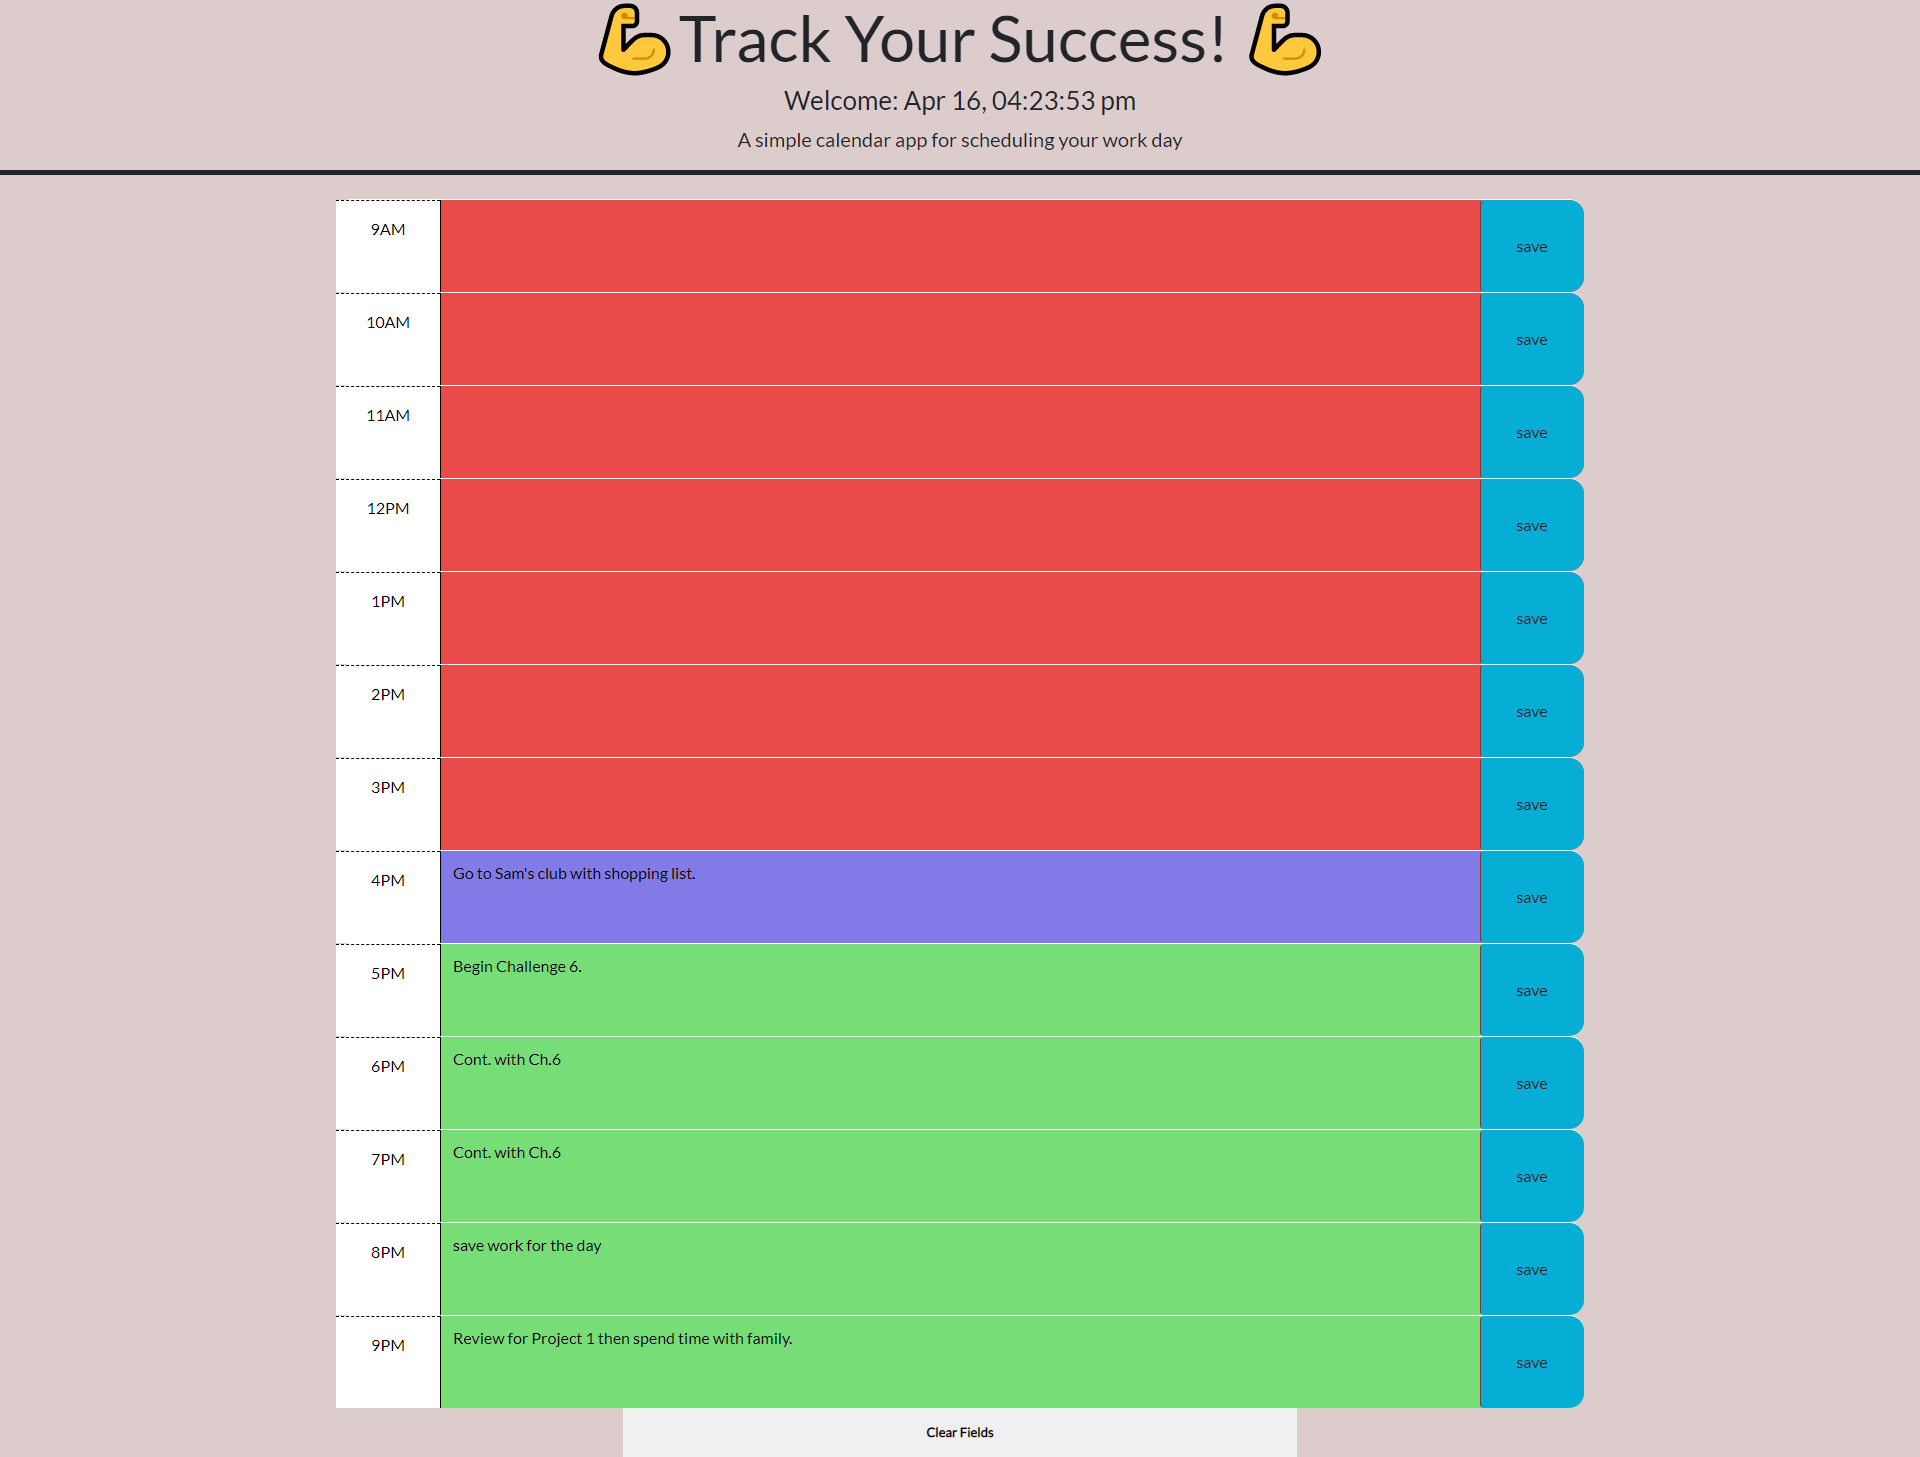 Track Your Success!
Welcome: Apr 16, 04:23:53 pm
A simple calendar app for scheduling your work day
9AM save
10AM save
11AM save
12PM save
1PM save
2PM save
3PM save
4PM Go to Sam's club with shopping list. save
5PM Begin Challenge 6. save
6PM Cont. with Ch.6 save
7PM Cont. with Ch.6 save
8PM save work for the day save
9PM Review for Project 1 then spend time with family. save
Clear Fields